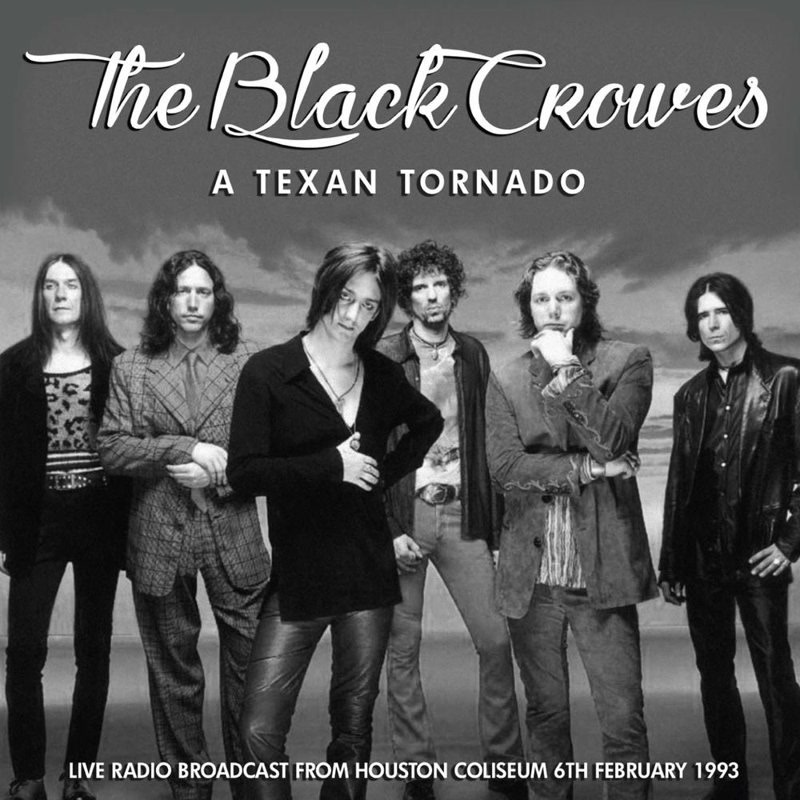 The Black Crowes
A TEXAN TORNADO
LIVE RADIO BROADCAST FROM HOUSTON COLISEUM 6TH FEBRUARY 1993